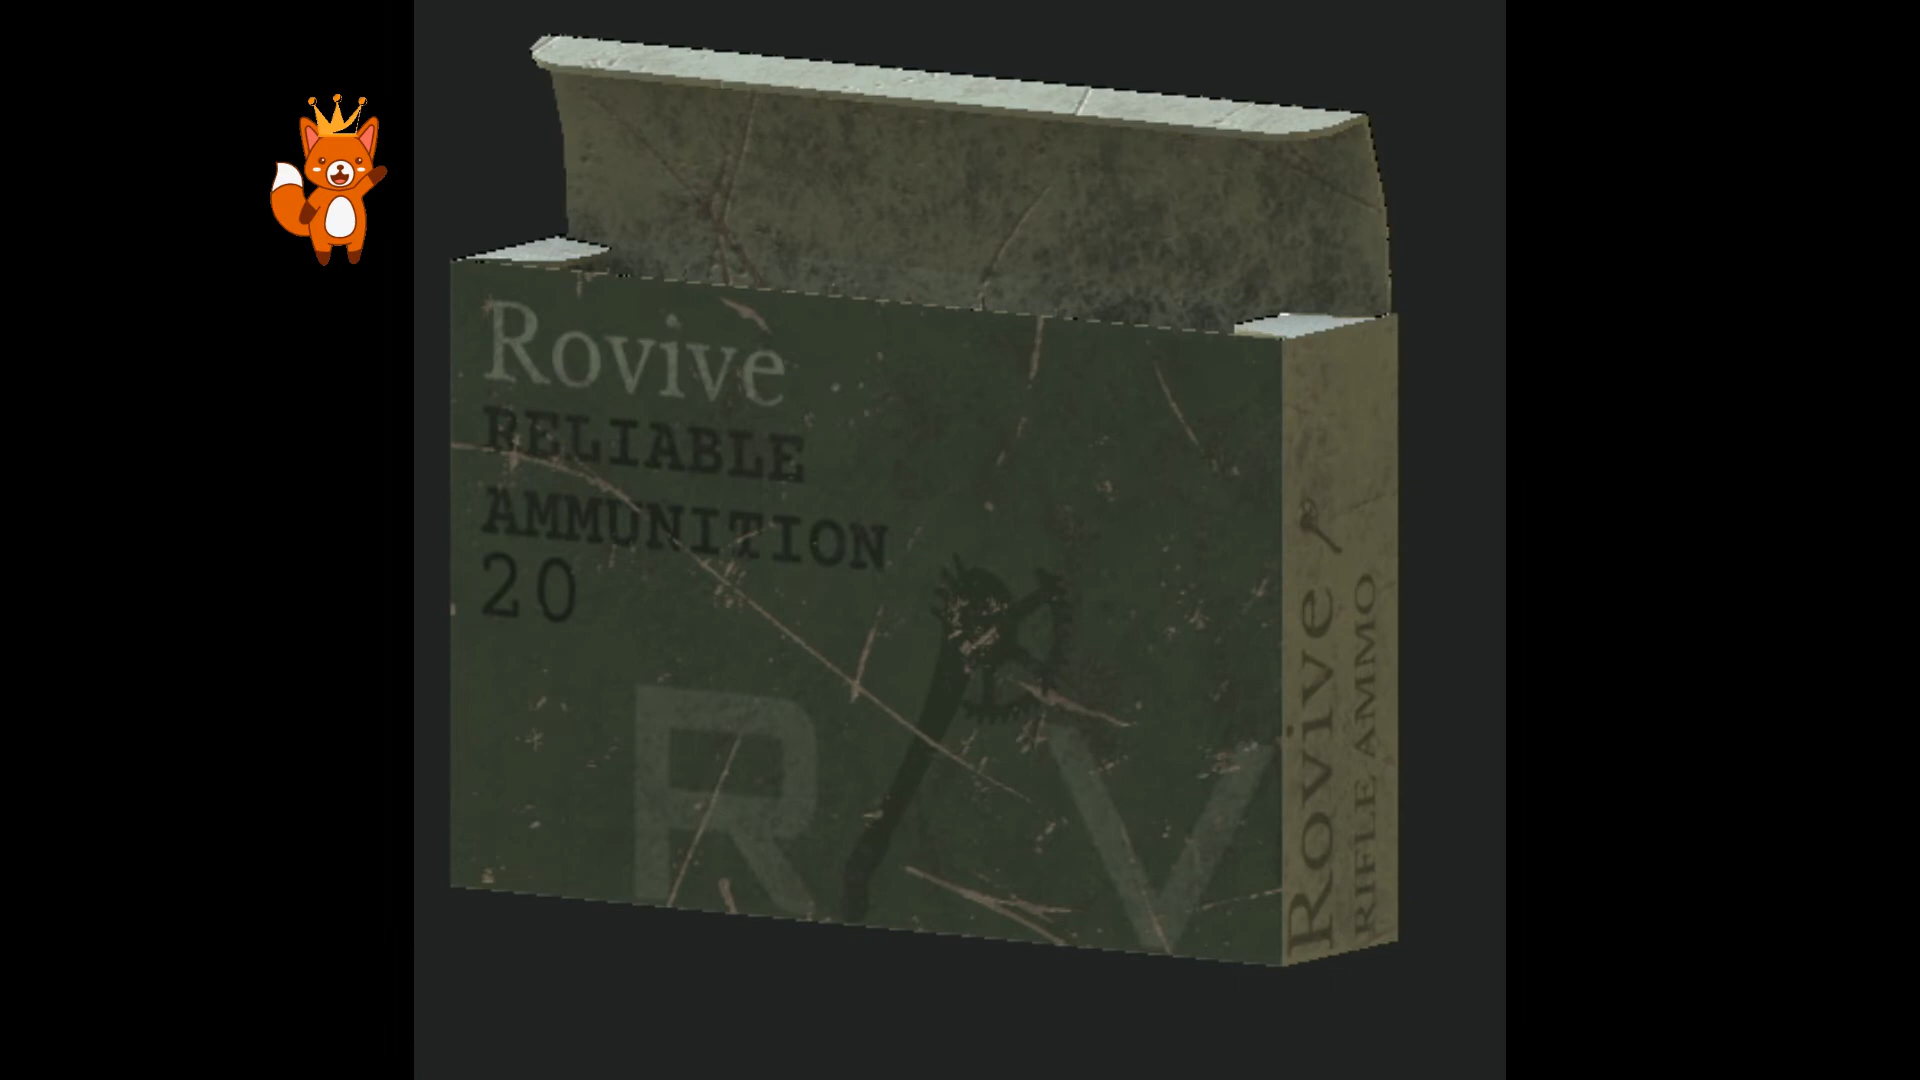 Rovive
RELIABLE
AMMUNITION
20
R V
Rovive
RIFLE AMMO